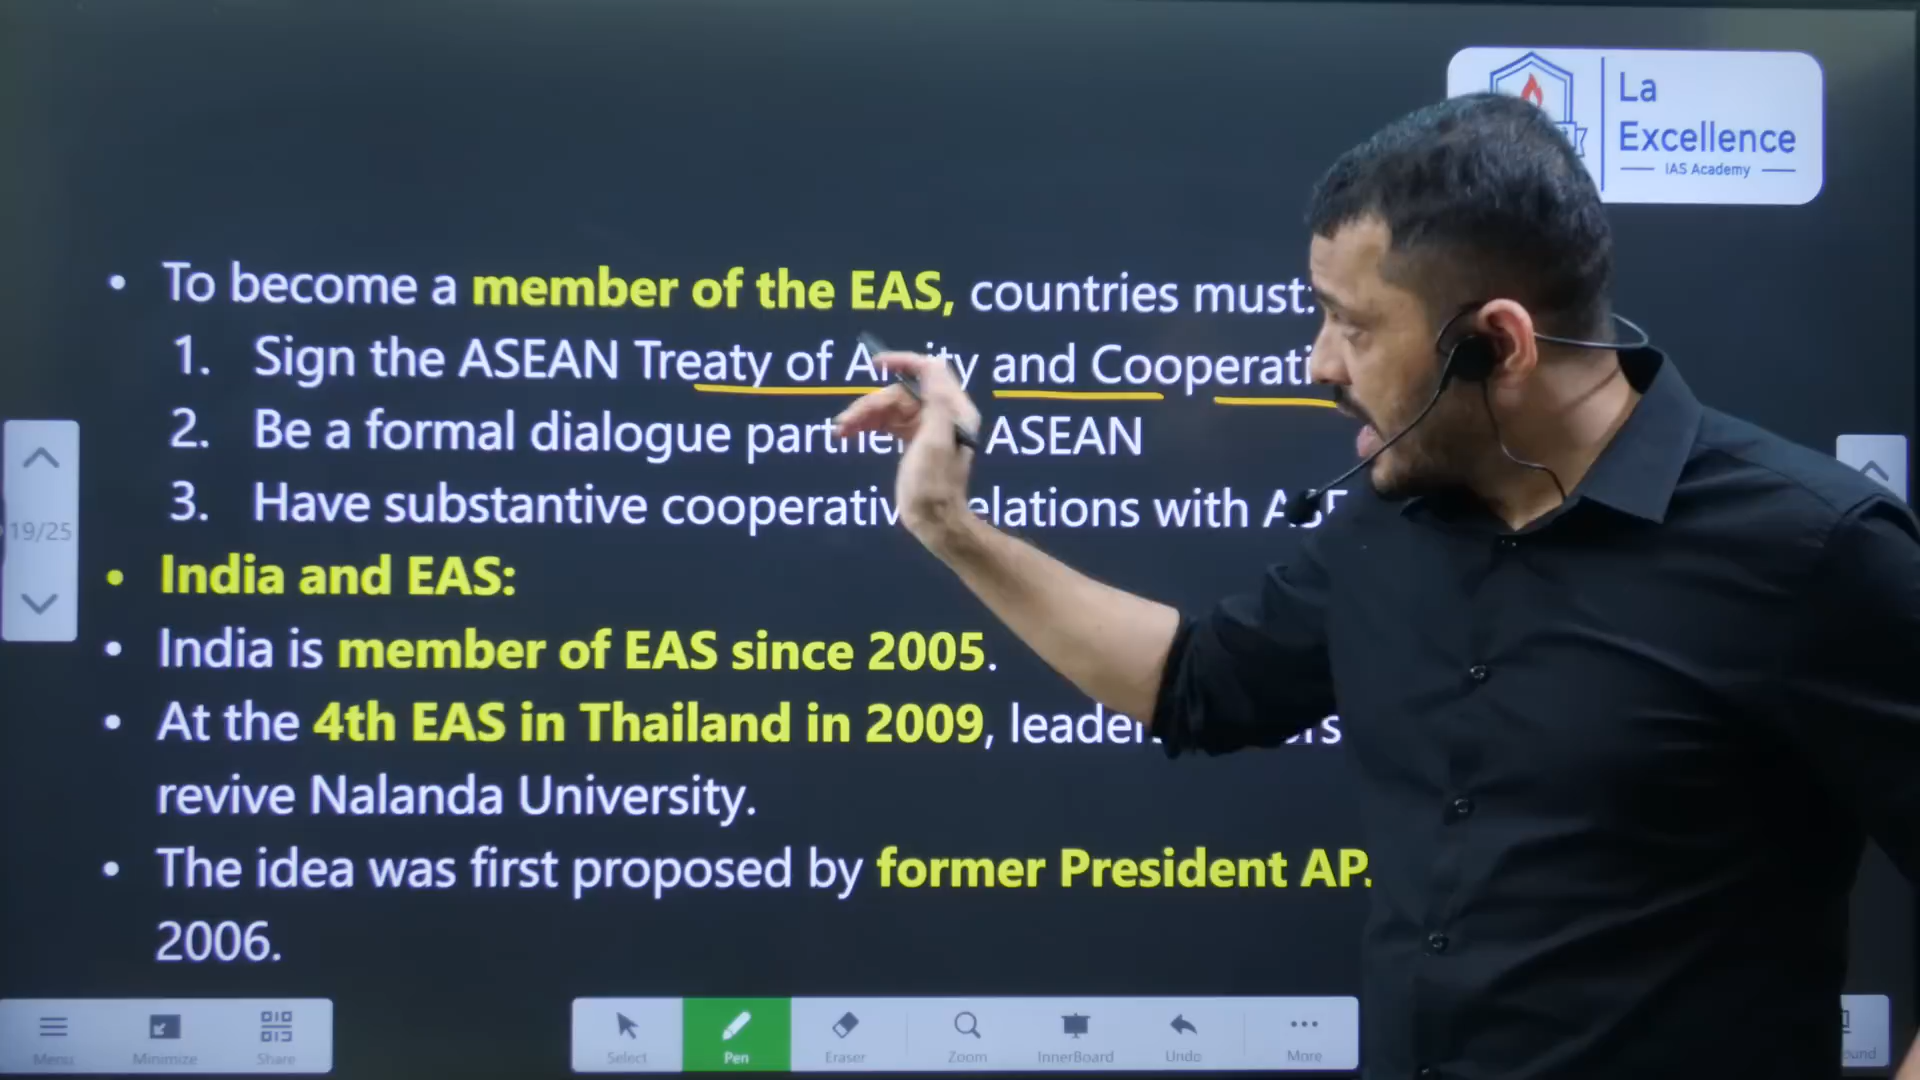 La
Excellence
IAS Academy
• To become a member of the EAS, countries must:
1. Sign the ASEAN Treaty of and
2. Be a formal dialogue ASEAN
3. Have substantive relations with
• India and EAS:
• India is member of EAS since 2005.
• At the 4th EAS in Thailand in 2009,
revive Nalanda University.
• The idea was first proposed by former President AP.
2006.
19/25
Menu
Minimize
Share
Select
Pen
Eraser
Zoom
InnerBoard
Undo
More